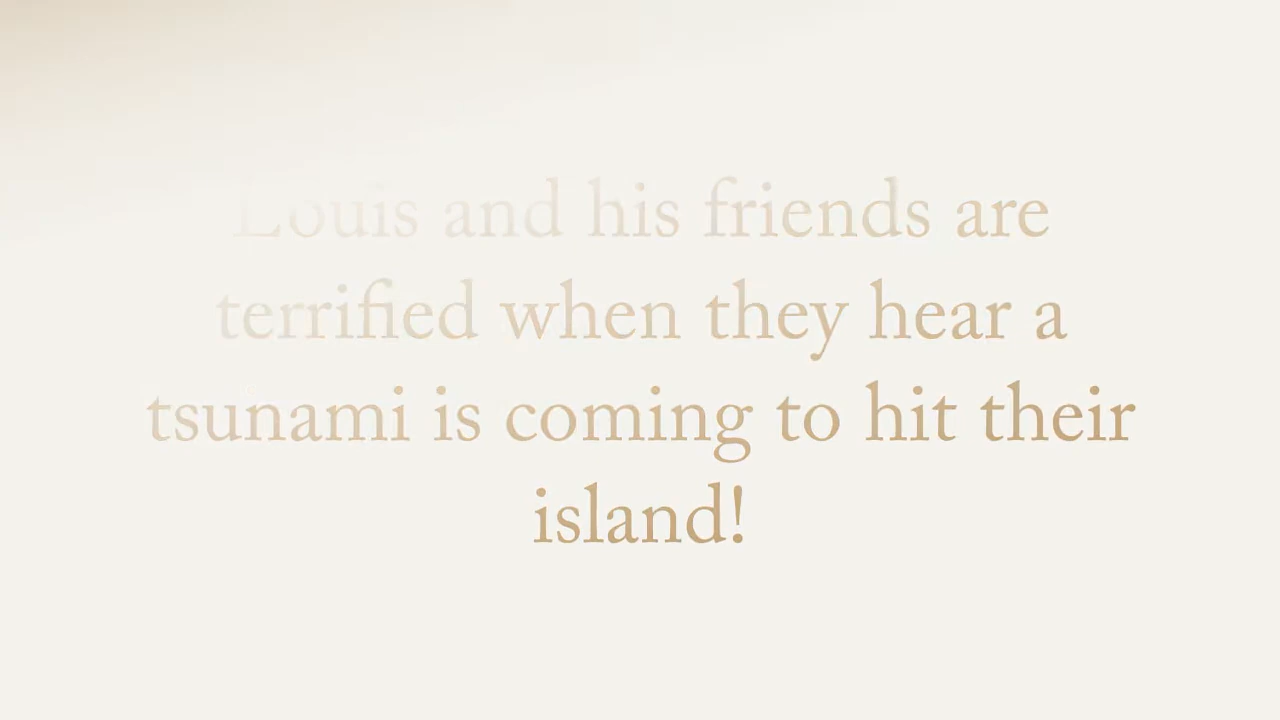 Louis and his friends are
terrified when they hear a
tsunami is coming to hit their
island!